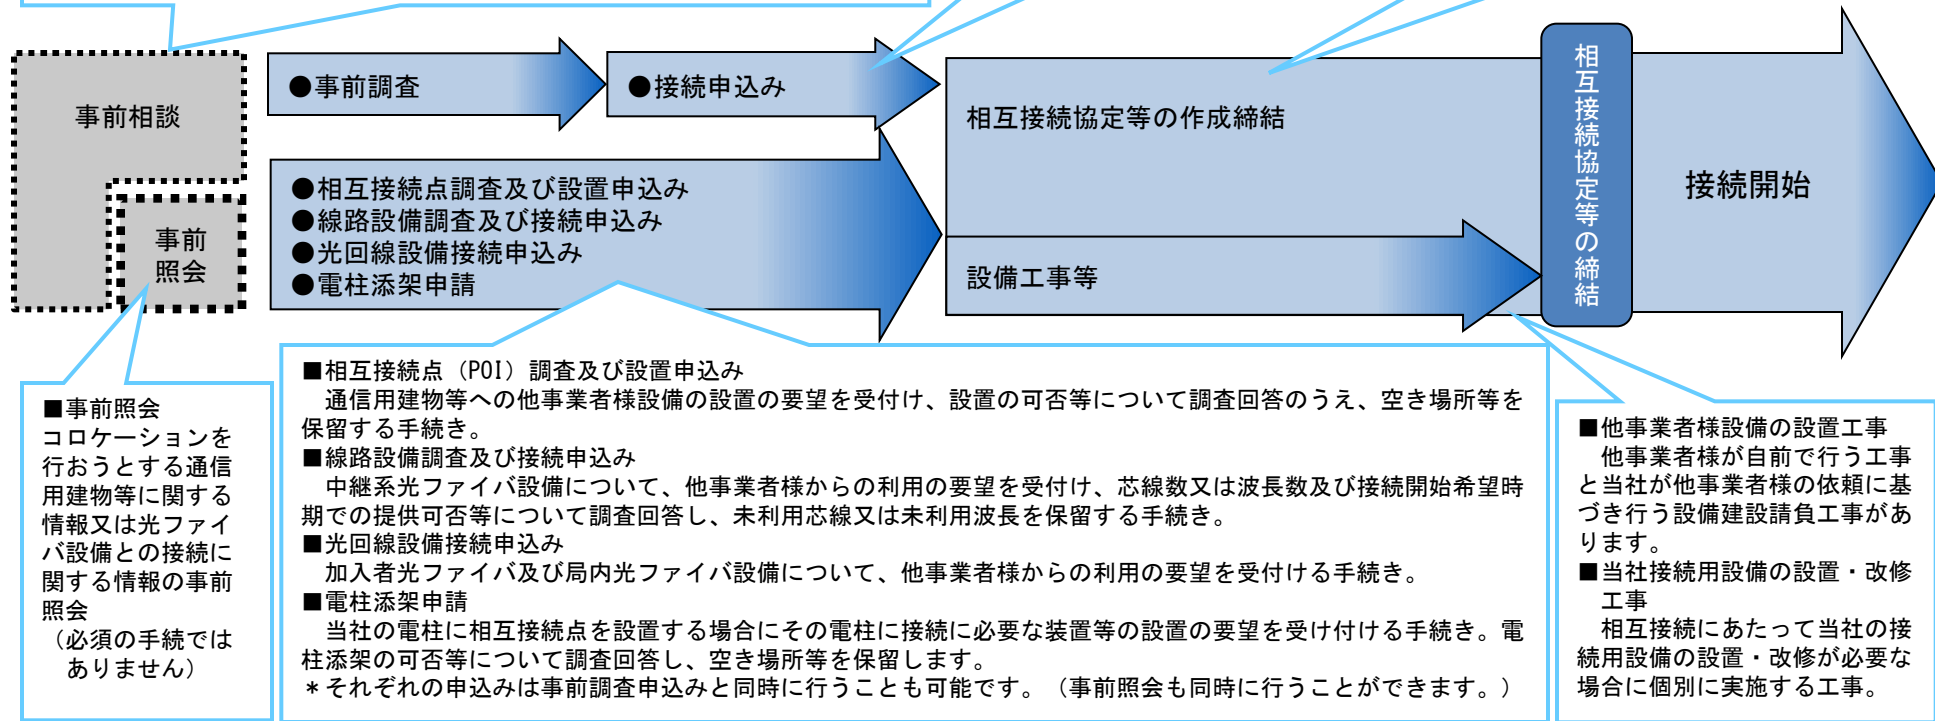 事前相談
事前
照会
●事前調査
●接続申込み
●相互接続点調査及び設置申込み
●線路設備調査及び接続申込み
●光回線設備接続申込み
●電柱添架申請
相互接続協定等の作成締結
設備工事等
相互接続協定等の締結
接続開始
■事前照会
コロケーションを
行おうとする通信
用建物等に関する
情報又は光ファイ
バ設備との接続に
関する情報の事前
照会
（必須の手続では
ありません）
■相互接続点（POI）調査及び設置申込み
通信用建物等への他事業者様設備の設置の要望を受付け、設置の可否等について調査回答のうえ、空き場所等を
保留する手続き。
■線路設備調査及び接続申込み
中継系光ファイバ設備について、他事業者様からの利用の要望を受付け、芯線数又は波長数及び接続開始希望時
期での提供可否等について調査回答し、未利用芯線又は未利用波長を保留する手続き。
■光回線設備接続申込み
加入者光ファイバ及び局内光ファイバ設備について、他事業者様からの利用の要望を受付ける手続き。
■電柱添架申請
当社の電柱に相互接続点を設置する場合にその電柱に接続に必要な装置等の設置の要望を受け付ける手続き。電
柱添架の可否等について調査回答し、空き場所等を保留します。
＊それぞれの申込みは事前調査申込みと同時に行うことも可能です。（事前照会も同時に行うことができます。）
■他事業者様設備の設置工事
他事業者様が自前で行う工事
と当社が他事業者様の依頼に基
づき行う設備建設請負工事があ
ります。
■当社接続用設備の設置・改修
工事
相互接続にあたって当社の接
続用設備の設置・改修が必要な
場合に個別に実施する工事。